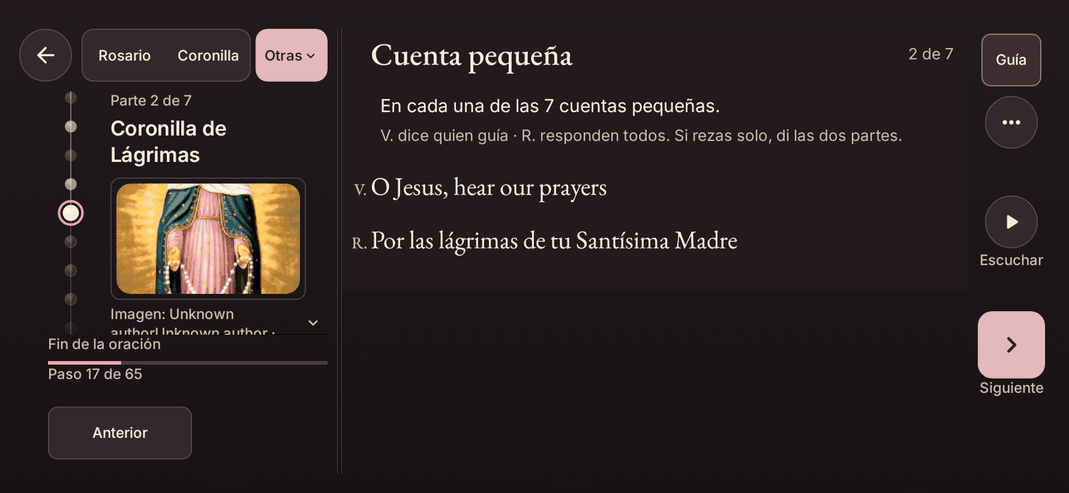 Rosario
Coronilla
Otras
Parte 2 de 7
Coronilla de
Lágrimas
Imagen: Unknown
authorUnknown author ·
Fin de la oración
Paso 17 de 65
Anterior
Cuenta pequeña
2 de 7
En cada una de las 7 cuentas pequeñas.
V. dice quien guía · R. responden todos. Si rezas solo, di las dos partes.
V. O Jesus, hear our prayers
R. Por las lágrimas de tu Santísima Madre
Guía
Escuchar
Siguiente